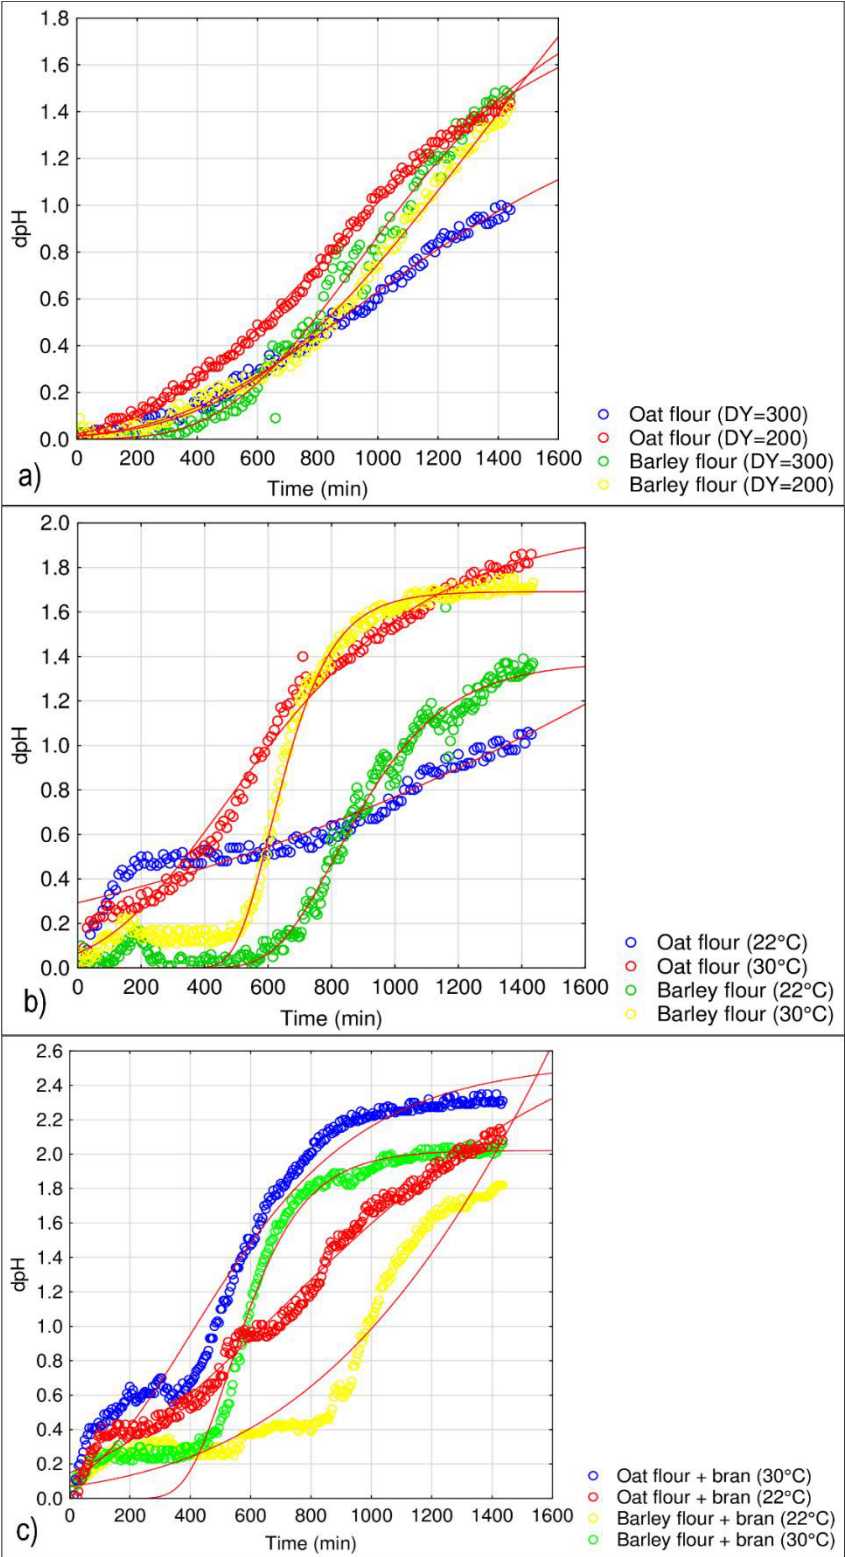 1.8
1.6
1.4
1.2
1.0
0.8
0.6
0.4
0.2
0.0
dpH
0 200 400 600 800 1000 1200 1400 1600
Time (min)
a)
Oat flour (DY=300)
Oat flour (DY=200)
Barley flour (DY=300)
Barley flour (DY=200)
2.0
1.8
1.6
1.4
1.2
1.0
0.8
0.6
0.4
0.2
0.0
dpH
0 200 400 600 800 1000 1200 1400 1600
Time (min)
b)
Oat flour (22°C)
Oat flour (30°C)
Barley flour (22°C)
Barley flour (30°C)
2.6
2.4
2.2
2.0
1.8
1.6
1.4
1.2
1.0
0.8
0.6
0.4
0.2
0.0
dpH
0 200 400 600 800 1000 1200 1400 1600
Time (min)
c)
Oat flour + bran (30°C)
Oat flour + bran (22°C)
Barley flour + bran (22°C)
Barley flour + bran (30°C)